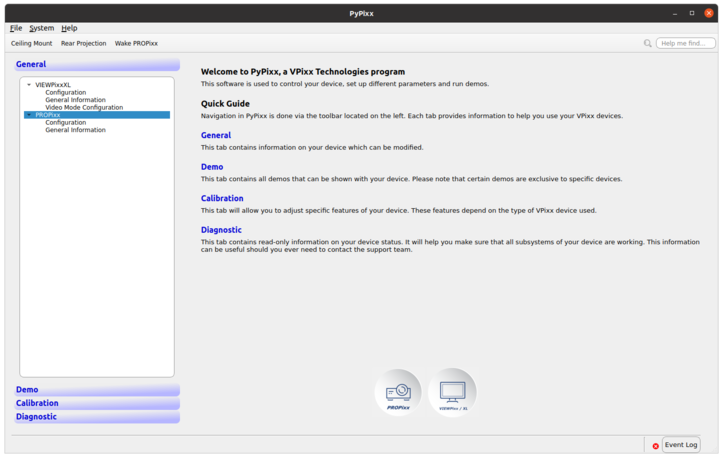 PyPixx
File System Help
Ceiling Mount Rear Projection Wake PROPixx
Help me find...
General
VIEWPixxXL
Configuration
General Information
Video Mode Configuration
PROPixx
Configuration
General Information
Demo
Calibration
Diagnostic
Welcome to PyPixx, a VPixx Technologies program
This software is used to control your device, set up different parameters and run demos.
Quick Guide
Navigation in PyPixx is done via the toolbar located on the left. Each tab provides information to help you use your VPixx devices.
General
This tab contains information on your device which can be modified.
Demo
This tab contains all demos that can be shown with your device. Please note that certain demos are exclusive to specific devices.
Calibration
This tab will allow you to adjust specific features of your device. These features depend on the type of VPixx device used.
Diagnostic
This tab contains read-only information on your device status. It will help you make sure that all subsystems of your device are working. This information
can be useful should you ever need to contact the support team.
PROPixx
VIEWPixx / XL
Event Log